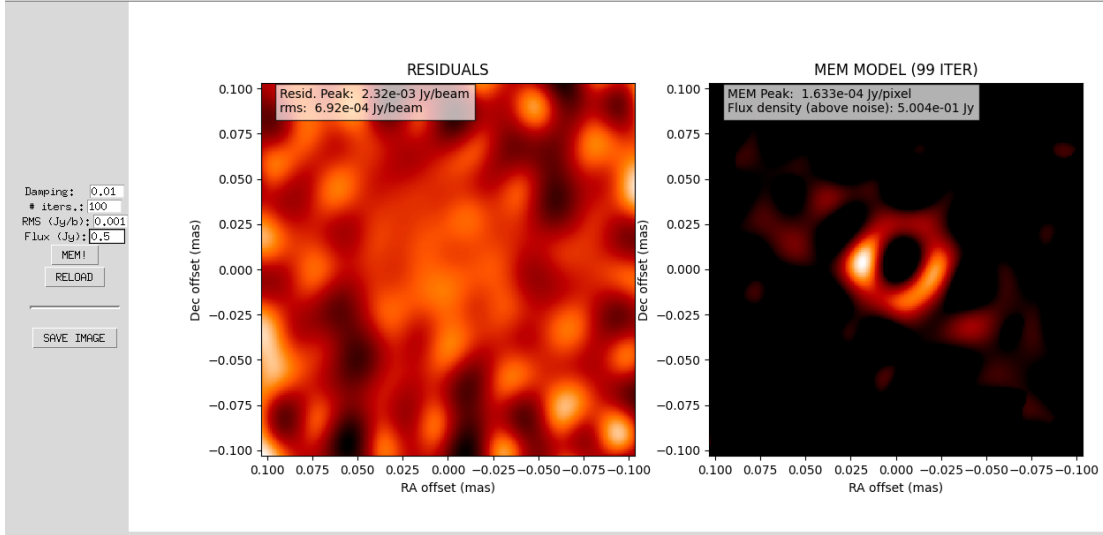 Damping: 0.01
# iters.: 100
RMS (Jy/b): 0.001
Flux (Jy): 0.5
MEM!
RELOAD
SAVE IMAGE
RESIDUALS
Resid. Peak: 2.32e-03 Jy/beam
rms: 6.92e-04 Jy/beam
0.100
0.075
0.050
0.025
0.000
−0.025
−0.050
−0.075
−0.100
Dec offset (mas)
0.100 0.075 0.050 0.025 0.000 −0.025−0.050−0.075−0.100
RA offset (mas)
MEM MODEL (99 ITER)
MEM Peak: 1.633e-04 Jy/pixel
Flux density (above noise): 5.004e-01 Jy
0.100
0.075
0.050
0.025
0.000
−0.025
−0.050
−0.075
−0.100
Dec offset (mas)
0.100 0.075 0.050 0.025 0.000 −0.025−0.050−0.075−0.100
RA offset (mas)